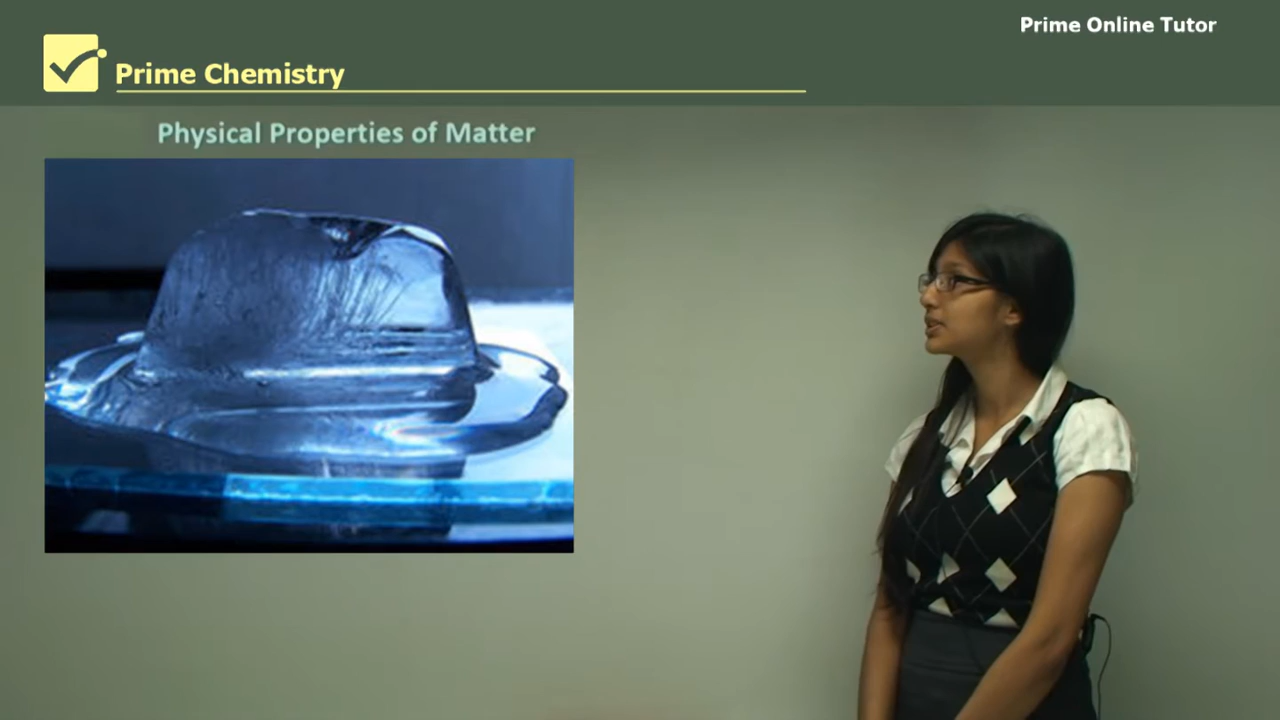 Prime Online Tutor
Prime Chemistry
Physical Properties of Matter